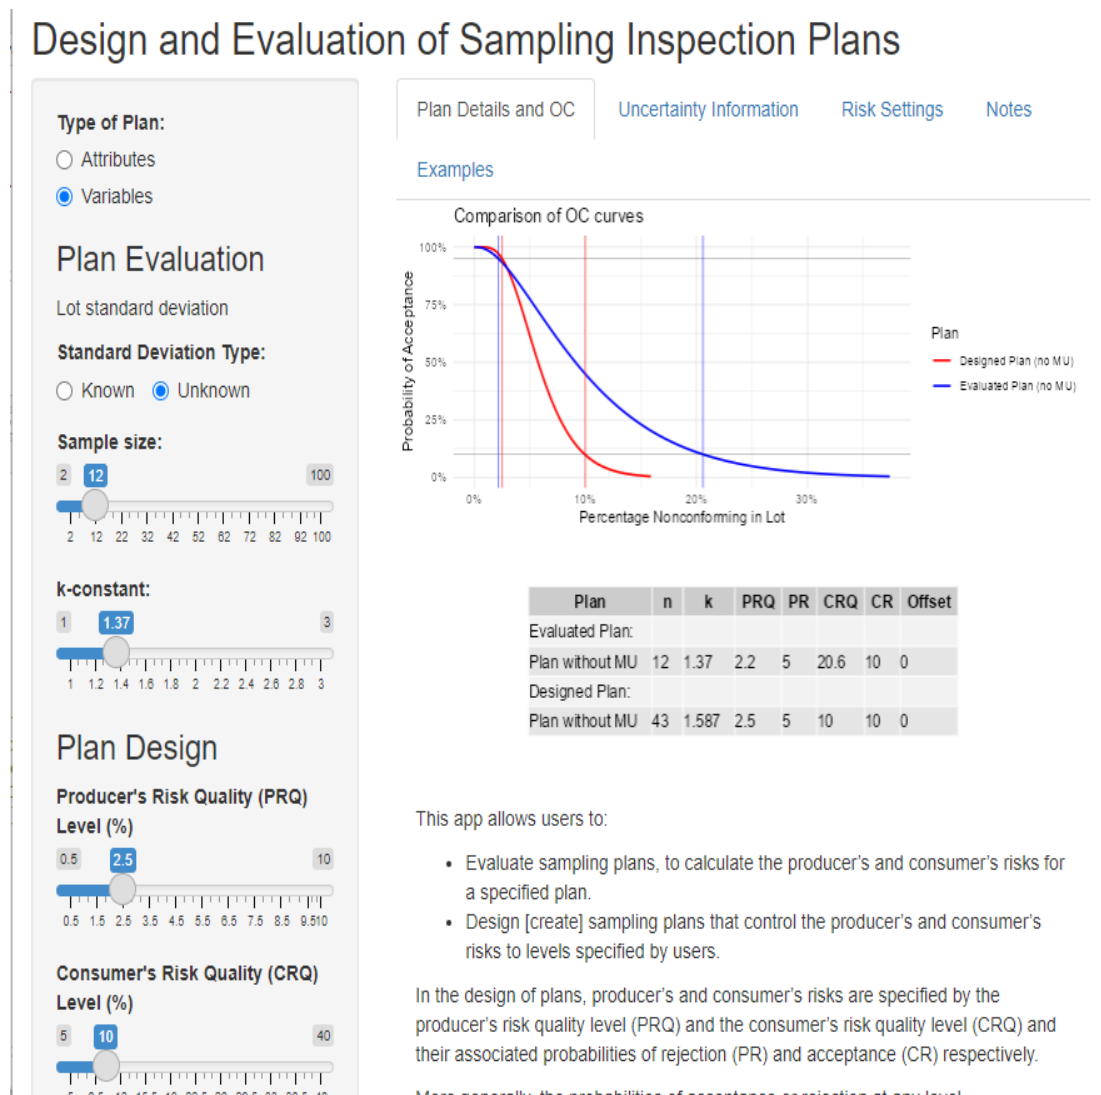 Design and Evaluation of Sampling Inspection Plans
Type of Plan:
Attributes
Variables
Plan Evaluation
Lot standard deviation
Standard Deviation Type:
Known Unknown
Sample size:
2 12 100
2 12 22 32 42 52 62 72 82 92 100
k-constant:
1 1.37 3
1 1.2 1.4 1.6 1.8 2 2.2 2.4 2.6 2.8 3
Plan Design
Producer's Risk Quality (PRQ)
Level (%)
0.5 2.5 10
0.5 1.5 2.5 3.5 4.5 5.5 6.5 7.5 8.5 9.510
Consumer's Risk Quality (CRQ)
Level (%)
5 10 40
Plan Details and OC Uncertainty Information Risk Settings Notes
Examples
Comparison of OC curves
Probability of Acceptance
100%
75%
50%
25%
0%
0% 10% 20% 30%
Percentage Nonconforming in Lot
Plan
Designed Plan (no MU)
Evaluated Plan (no MU)
Plan n k PRQ PR CRQ CR Offset
Evaluated Plan:
Plan without MU 12 1.37 2.2 5 20.6 10 0
Designed Plan:
Plan without MU 43 1.587 2.5 5 10 10 0
This app allows users to:
• Evaluate sampling plans, to calculate the producer's and consumer's risks for
a specified plan.
• Design [create] sampling plans that control the producer's and consumer's
risks to levels specified by users.
In the design of plans, producer's and consumer's risks are specified by the
producer's risk quality level (PRQ) and the consumer's risk quality level (CRQ) and
their associated probabilities of rejection (PR) and acceptance (CR) respectively.
More generally, the probabilities of acceptance or rejection at any level